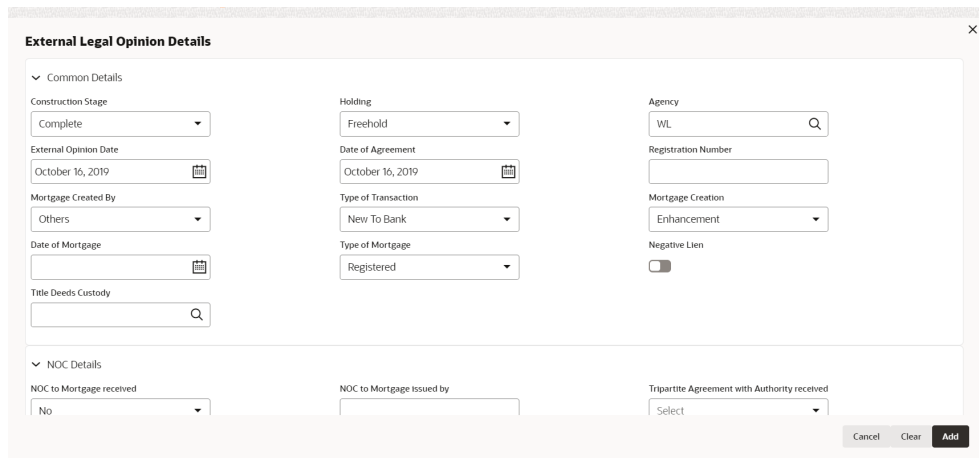 External Legal Opinion Details
Common Details
Construction Stage Holding Agency
Complete Freehold WL
External Opinion Date Date of Agreement Registration Number
October 16, 2019 October 16, 2019
Mortgage Created By Type of Transaction Mortgage Creation
Others New To Bank Enhancement
Date of Mortgage Type of Mortgage Negative Lien
Registered
Title Deeds Custody
NOC Details
NOC to Mortgage received NOC to Mortgage issued by Tripartite Agreement with Authority received
No Select
Cancel Clear Add